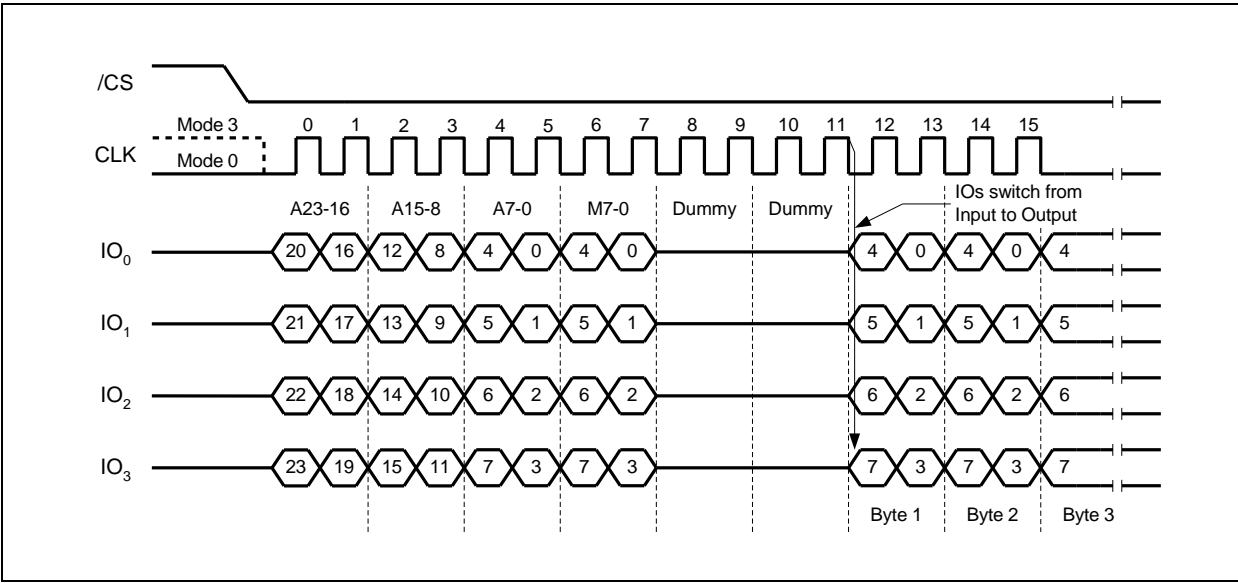 /CS
Mode 3 0 1 2 3 4 5 6 7 8 9 10 11 12 13 14 15
CLK
Mode 0
IOs switch from
Input to Output
A23-16 A15-8 A7-0 M7-0 Dummy Dummy
IO0 20 16 12 8 4 0 4 0 4 0 4 0 4
IO1 21 17 13 9 5 1 5 1 5 1 5 1 5
IO2 22 18 14 10 6 2 6 2 6 2 6 2 6
IO3 23 19 15 11 7 3 7 3 7 3 7 3 7
Byte 1 Byte 2 Byte 3